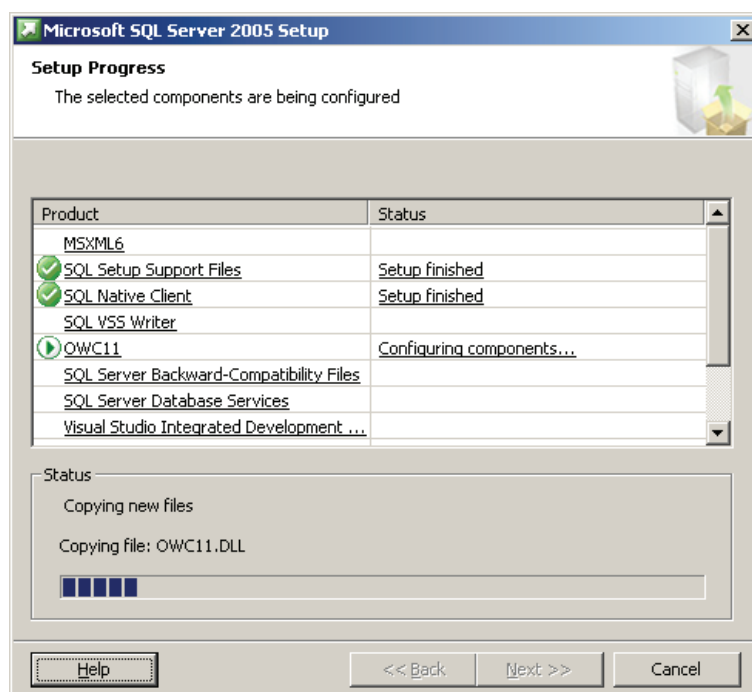 Microsoft SQL Server 2005 Setup
Setup Progress
The selected components are being configured
Product Status
MSXML6
SQL Setup Support Files Setup finished
SQL Native Client Setup finished
SQL VSS Writer
OWC11 Configuring components...
SQL Server Backward-Compatibility Files
SQL Server Database Services
Visual Studio Integrated Development ...
Status
Copying new files
Copying file: OWC11.DLL
Help << Back Next >> Cancel